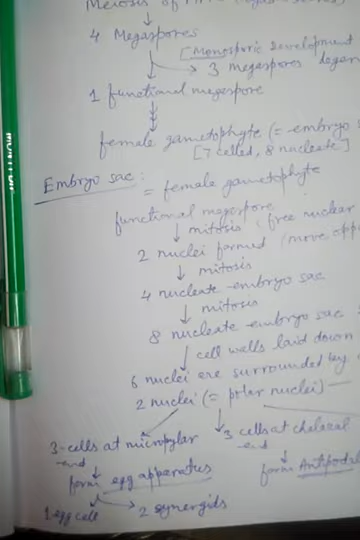 Meiosis of
↓
4 Megaspores
[Monosporic Development
↓ → 3 megaspores degen
1 functional megaspore
↓
female gametophyte (= embryo
[7 celled, 8 nucleate]
Embryo sac:
= female gametophyte
functional megaspore
↓ mitosis (free nuclear
2 nuclei formed (move opp
↓ mitosis
4 nucleate embryo sac
↓ mitosis
8 nucleate embryo sac
↓ cell walls laid down
6 nuclei are surrounded by
2 nuclei (= polar nuclei)
3-cells at micropylar
end
↓ 3 cells at chalazal
end
↓
form egg apparatus
↓
form Antipodal
1 egg cell → 2 synergids